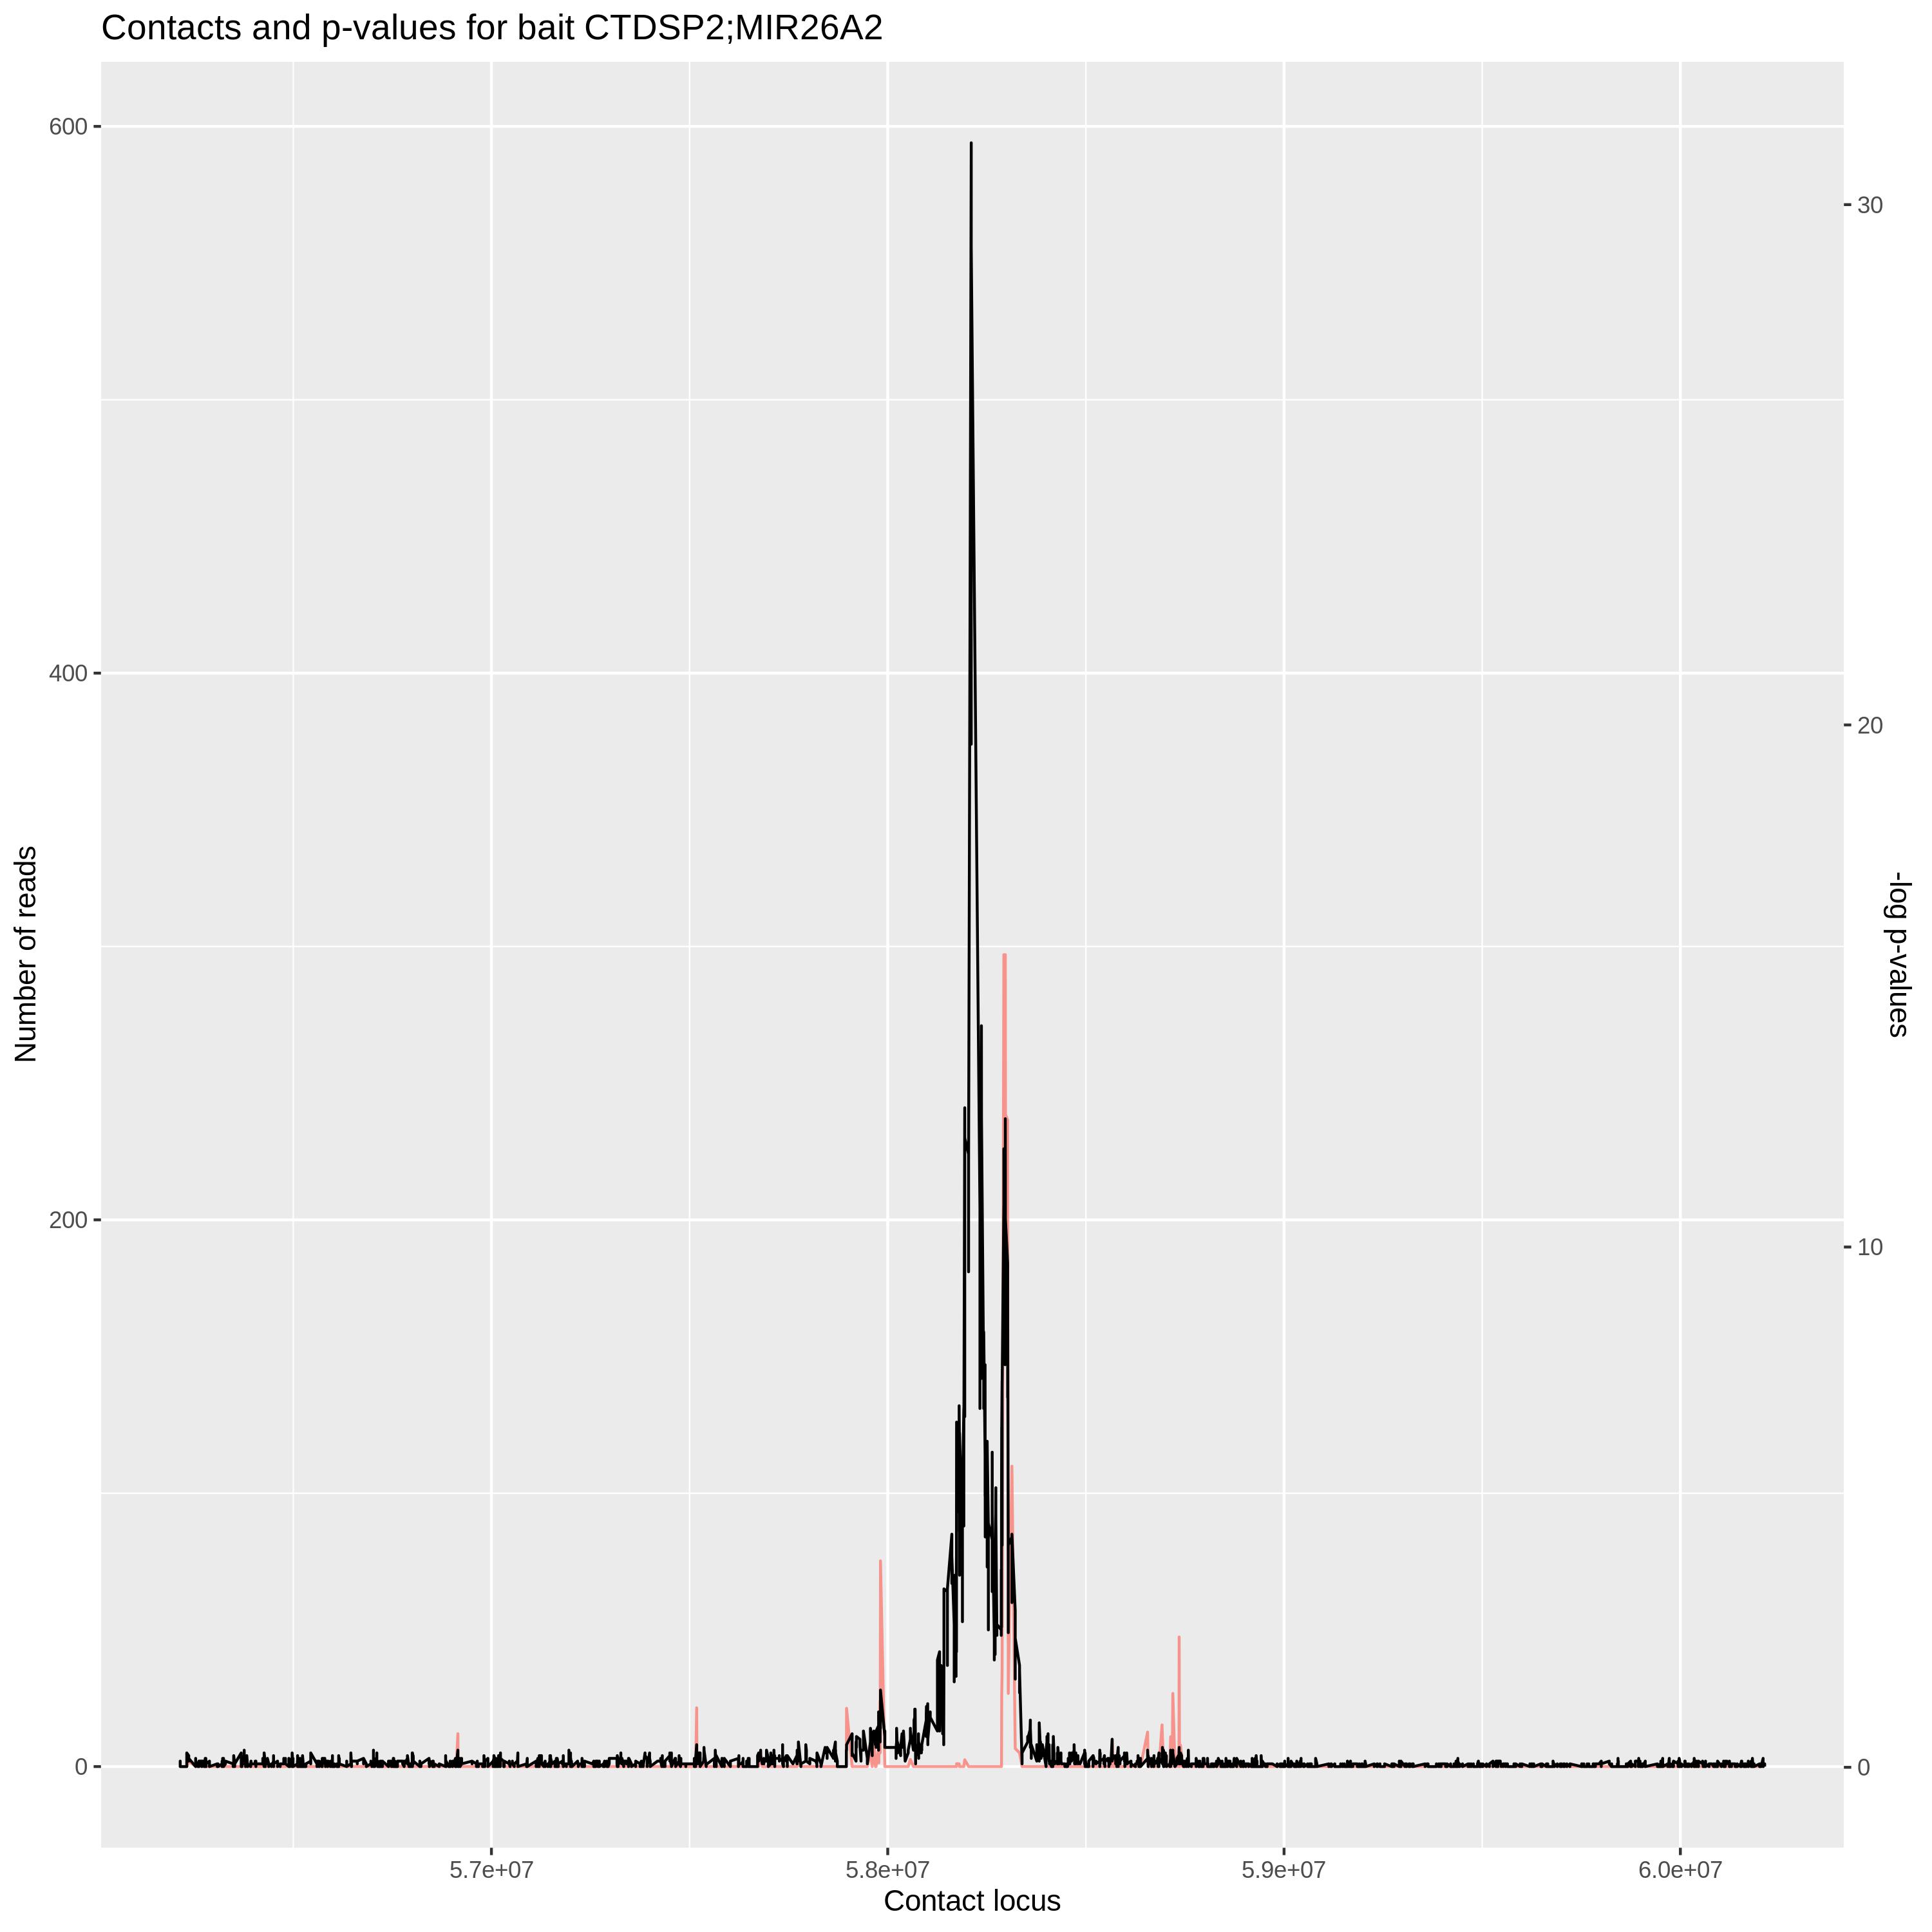 Contacts and p-values for bait CTDSP2;MIR26A2
600
400
200
0
Number of reads
30
20
10
0
-log p-values
5.7e+07 5.8e+07 5.9e+07 6.0e+07
Contact locus